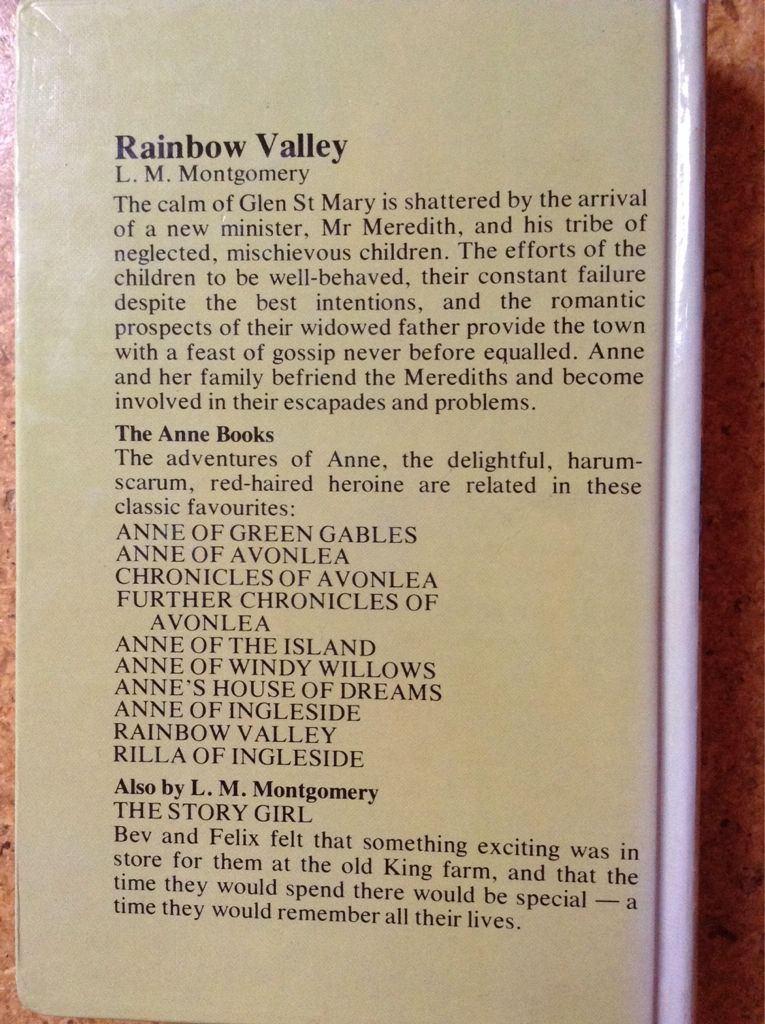 Rainbow Valley
L. M. Montgomery
The calm of Glen St Mary is shattered by the arrival
of a new minister, Mr Meredith, and his tribe of
neglected, mischievous children. The efforts of the
children to be well-behaved, their constant failure
despite the best intentions, and the romantic
prospects of their widowed father provide the town
with a feast of gossip never before equalled. Anne
and her family befriend the Merediths and become
involved in their escapades and problems.
The Anne Books
The adventures of Anne, the delightful, harum-
scarum, red-haired heroine are related in these
classic favourites:
ANNE OF GREEN GABLES
ANNE OF AVONLEA
CHRONICLES OF AVONLEA
FURTHER CHRONICLES OF
AVONLEA
ANNE OF THE ISLAND
ANNE OF WINDY WILLOWS
ANNE'S HOUSE OF DREAMS
ANNE OF INGLESIDE
RAINBOW VALLEY
RILLA OF INGLESIDE
Also by L. M. Montgomery
THE STORY GIRL
Bev and Felix felt that something exciting was in
store for them at the old King farm, and that the
time they would spend there would be special — a
time they would remember all their lives.